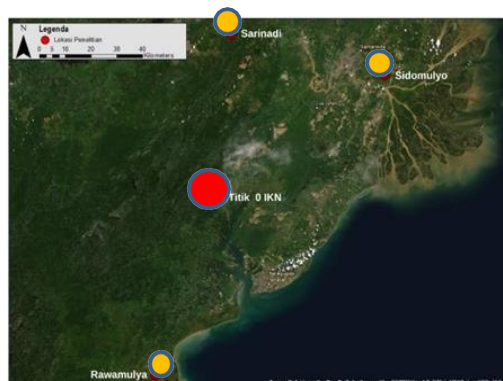 Legenda
N
Lokasi Penelitian
0 5 10 20 30 40
Kilometers
Sarinadi
Sidomulyo
Titik 0 IKN
Rawamulya